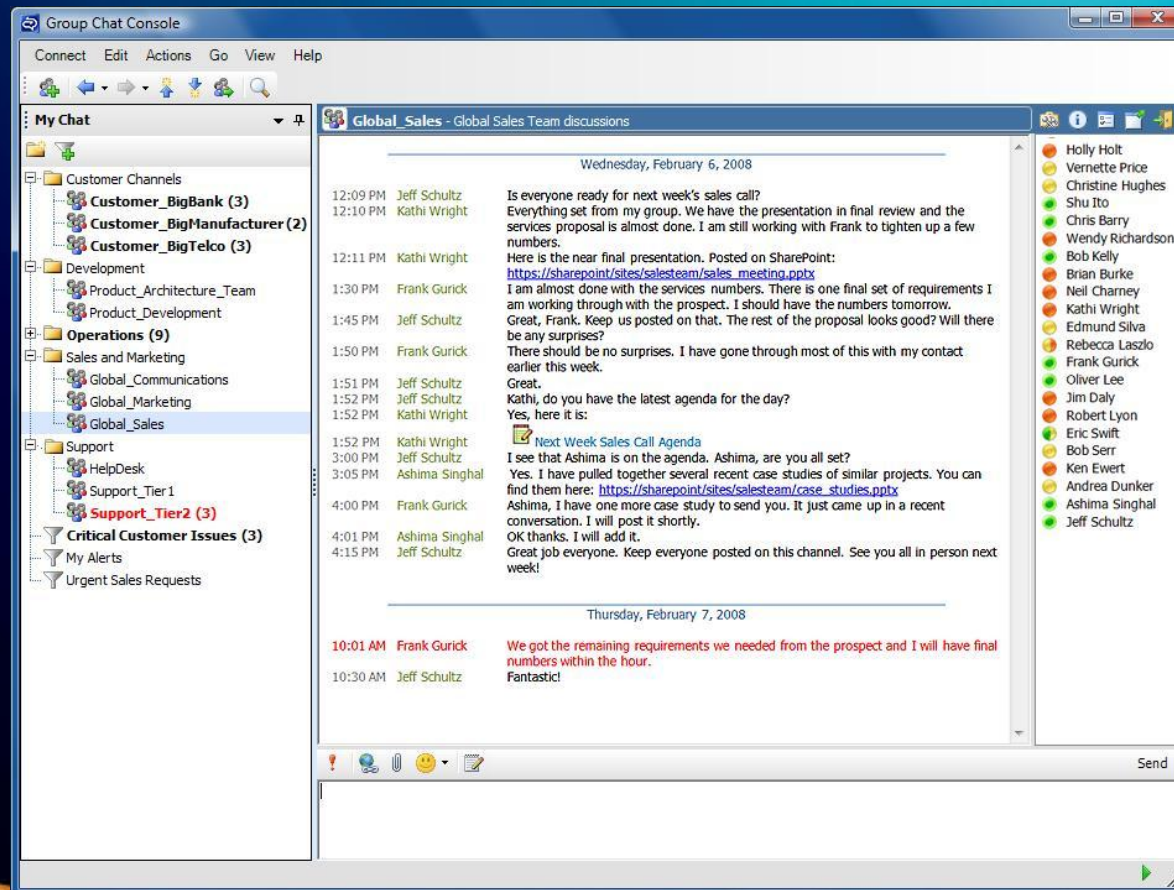 Group Chat Console
Connect Edit Actions Go View Help
My Chat
Customer Channels
Customer_BigBank (3)
Customer_BigManufacturer (2)
Customer_BigTelco (3)
Development
Product_Architecture_Team
Product_Development
Operations (9)
Sales and Marketing
Global_Communications
Global_Marketing
Global_Sales
Support
HelpDesk
Support_Tier1
Support_Tier2 (3)
Critical Customer Issues (3)
My Alerts
Urgent Sales Requests
Global_Sales - Global Sales Team discussions
Wednesday, February 6, 2008
12:09 PM Jeff Schultz Is everyone ready for next week's sales call?
12:10 PM Kathi Wright Everything set from my group. We have the presentation in final review and the
services proposal is almost done. I am still working with Frank to tighten up a few
numbers.
12:11 PM Kathi Wright Here is the near final presentation. Posted on SharePoint:
https://sharepoint/sites/salesteam/sales_meeting.pptx
1:30 PM Frank Gurick I am almost done with the services numbers. There is one final set of requirements I
am working through with the prospect. I should have the numbers tomorrow.
1:45 PM Jeff Schultz Great, Frank. Keep us posted on that. The rest of the proposal looks good? Will there
be any surprises?
1:50 PM Frank Gurick There should be no surprises. I have gone through most of this with my contact
earlier this week.
1:51 PM Jeff Schultz Great.
1:52 PM Jeff Schultz Kathi, do you have the latest agenda for the day?
1:52 PM Kathi Wright Yes, here it is:
1:52 PM Kathi Wright Next Week Sales Call Agenda
3:00 PM Jeff Schultz I see that Ashima is on the agenda. Ashima, are you all set?
3:05 PM Ashima Singhal Yes. I have pulled together several recent case studies of similar projects. You can
find them here: https://sharepoint/sites/salesteam/case_studies.pptx
4:00 PM Frank Gurick Ashima, I have one more case study to send you. It just came up in a recent
conversation. I will post it shortly.
4:01 PM Ashima Singhal OK thanks. I will add it.
4:15 PM Jeff Schultz Great job everyone. Keep everyone posted on this channel. See you all in person next
week!
Thursday, February 7, 2008
10:01 AM Frank Gurick We got the remaining requirements we needed from the prospect and I will have final
numbers within the hour.
10:30 AM Jeff Schultz Fantastic!
Send
Holly Holt
Vernette Price
Christine Hughes
Shu Ito
Chris Barry
Wendy Richardson
Bob Kelly
Brian Burke
Neil Charney
Kathi Wright
Edmund Silva
Rebecca Laszlo
Frank Gurick
Oliver Lee
Jim Daly
Robert Lyon
Eric Swift
Bob Serr
Ken Ewert
Andrea Dunker
Ashima Singhal
Jeff Schultz